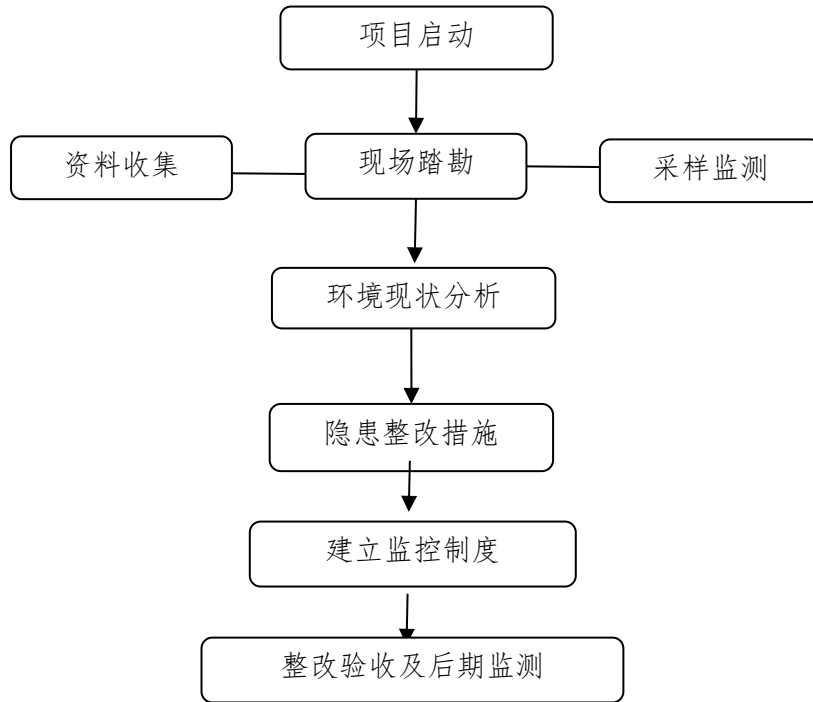 项目启动
资料收集
现场踏勘
采样监测
环境现状分析
隐患整改措施
建立监控制度
整改验收及后期监测